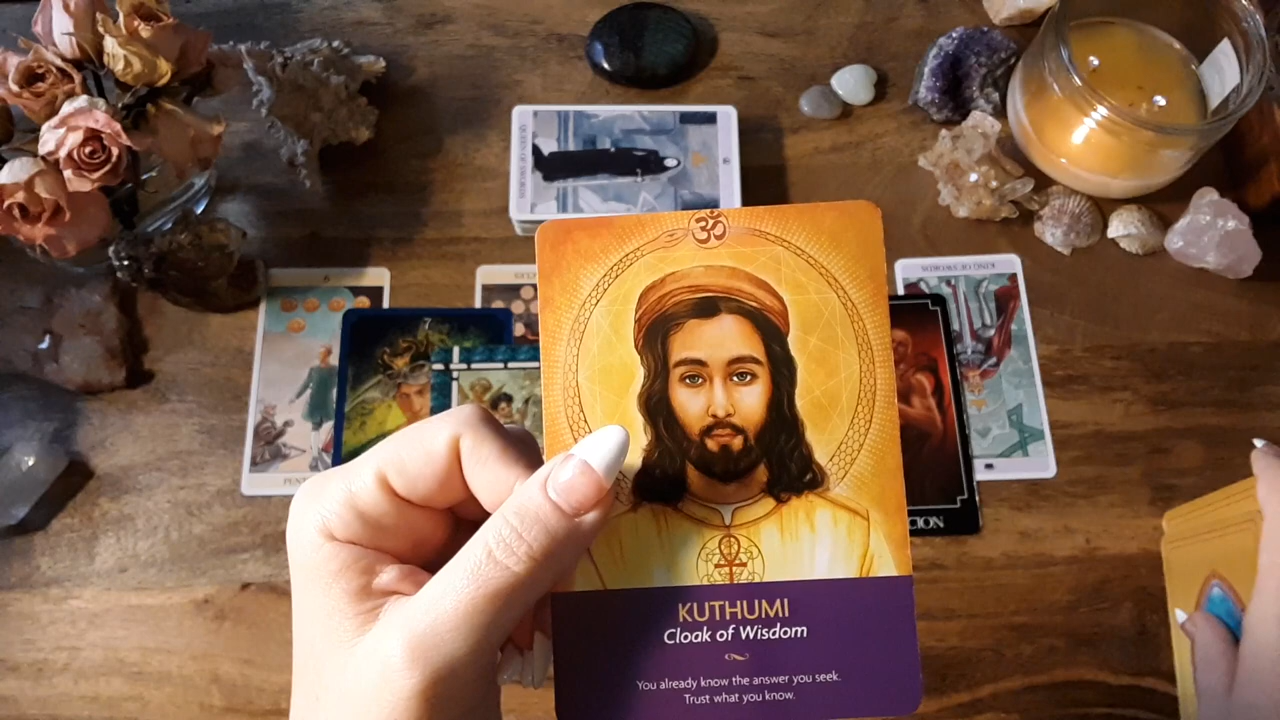 QUEEN OF SWORDS
KING OF SWORDS
ॐ
KUTHUMI
Cloak of Wisdom
You already know the answer you seek.
Trust what you know.